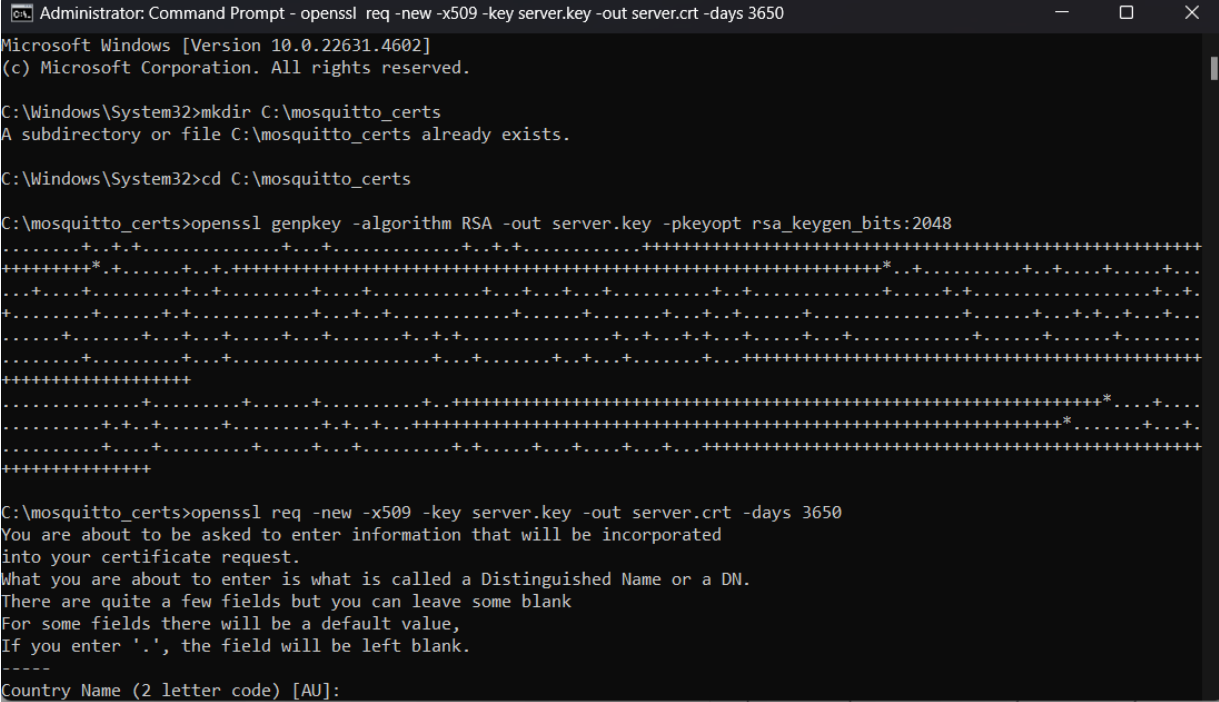 Administrator: Command Prompt - openssl req -new -x509 -key server.key -out server.crt -days 3650
Microsoft Windows [Version 10.0.22631.4602]
(c) Microsoft Corporation. All rights reserved.
C:\Windows\System32>mkdir C:\mosquitto_certs
A subdirectory or file C:\mosquitto_certs already exists.
C:\Windows\System32>cd C:\mosquitto_certs
C:\mosquitto_certs>openssl genpkey -algorithm RSA -out server.key -pkeyopt rsa_keygen_bits:2048
C:\mosquitto_certs>openssl req -new -x509 -key server.key -out server.crt -days 3650
You are about to be asked to enter information that will be incorporated
into your certificate request.
What you are about to enter is what is called a Distinguished Name or a DN.
There are quite a few fields but you can leave some blank
For some fields there will be a default value,
If you enter '.', the field will be left blank.
-----
Country Name (2 letter code) [AU]: